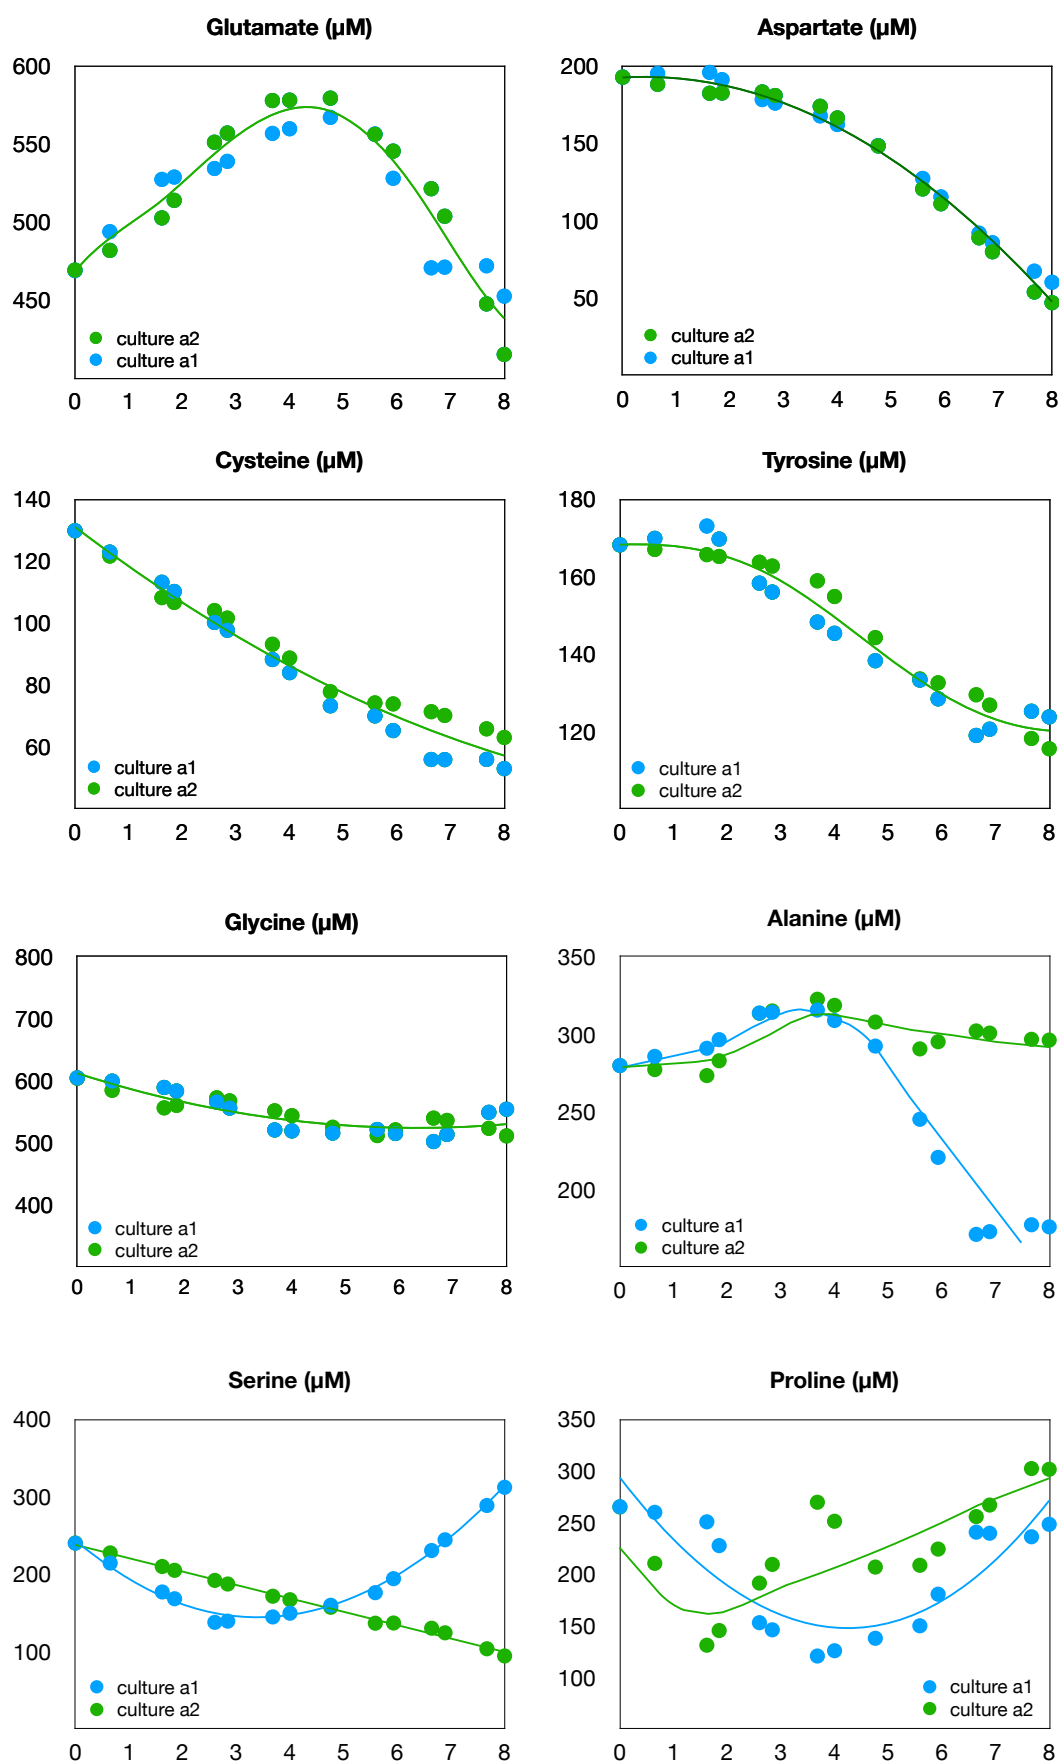 Glutamate (µM)
600
550
500
450
culture a2
culture a1
0 1 2 3 4 5 6 7 8
Aspartate (µM)
200
150
100
50
culture a2
culture a1
0 1 2 3 4 5 6 7 8
Cysteine (µM)
140
120
100
80
60
culture a1
culture a2
0 1 2 3 4 5 6 7 8
Tyrosine (µM)
180
160
140
120
culture a1
culture a2
0 1 2 3 4 5 6 7 8
Glycine (µM)
800
700
600
500
400
culture a1
culture a2
0 1 2 3 4 5 6 7 8
Alanine (µM)
350
300
250
200
culture a1
culture a2
0 1 2 3 4 5 6 7 8
Serine (µM)
400
300
200
100
culture a1
culture a2
0 1 2 3 4 5 6 7 8
Proline (µM)
350
300
250
200
150
100
culture a1
culture a2
0 1 2 3 4 5 6 7 8